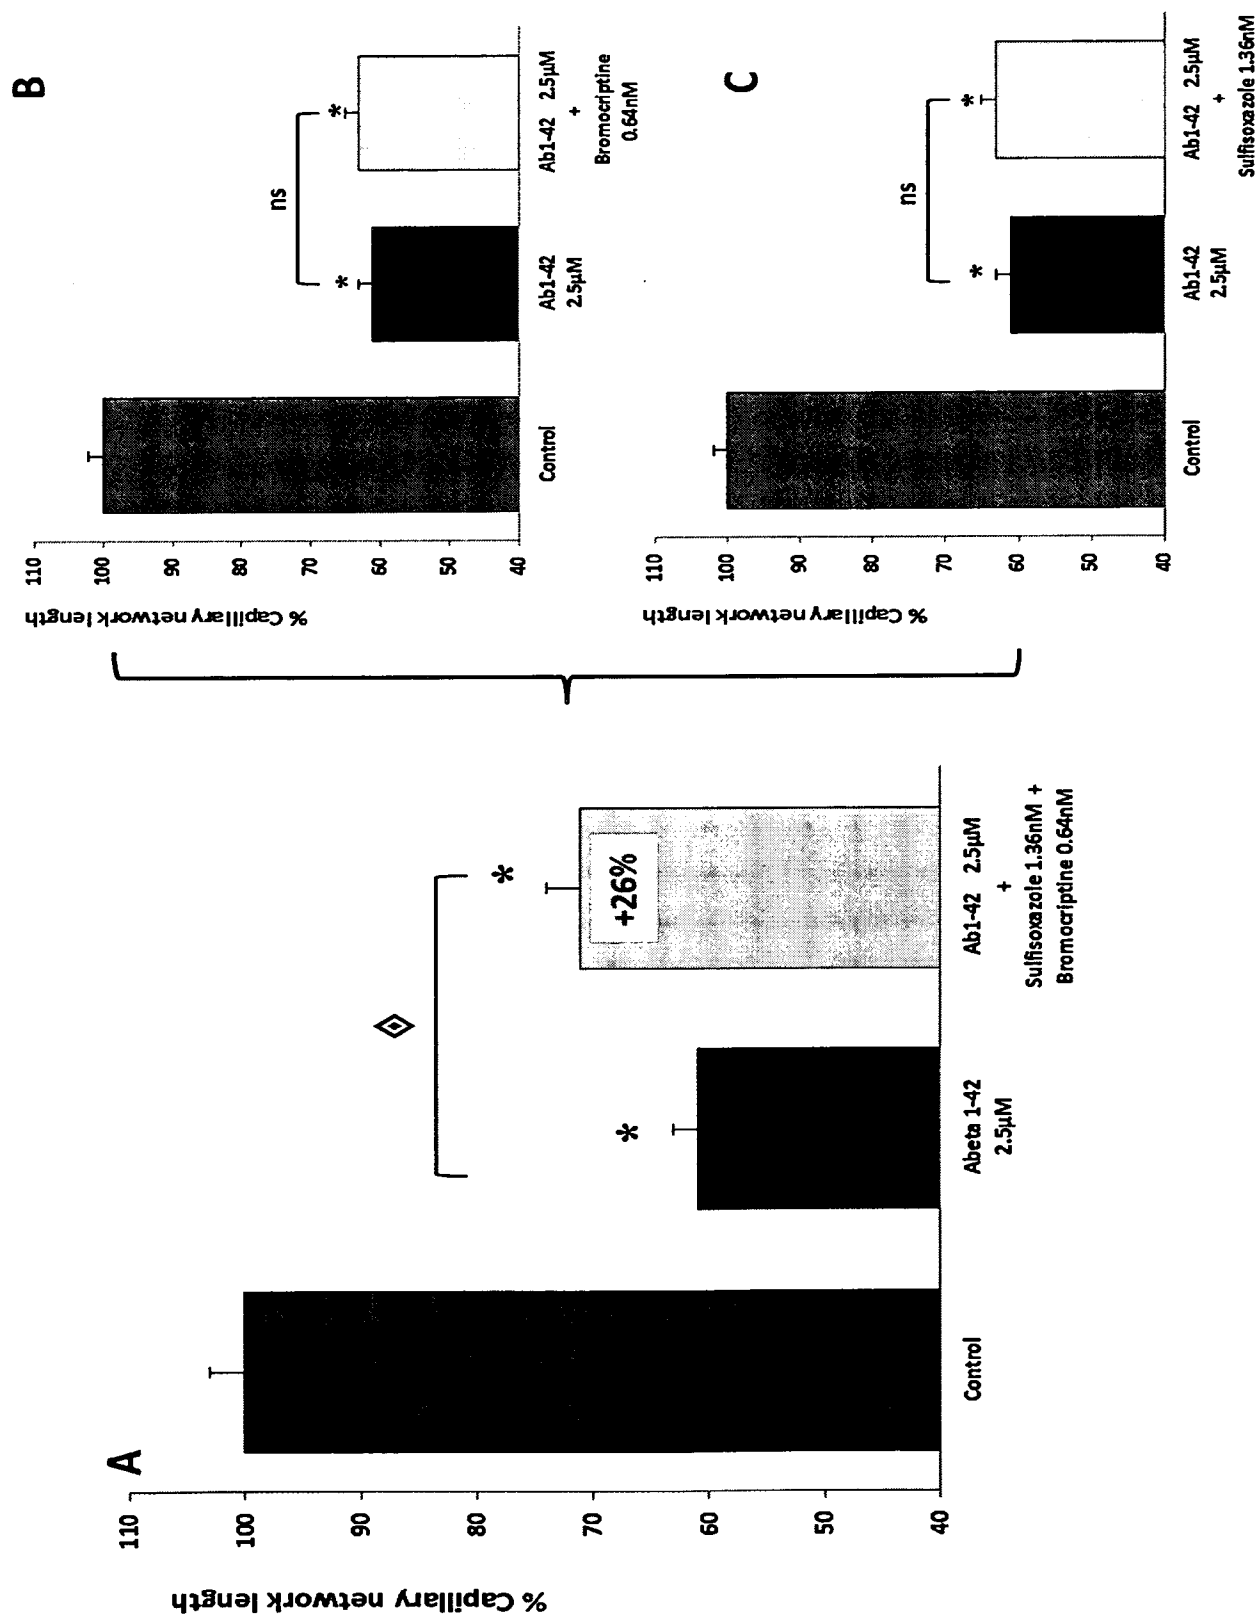 A
% Capillary network length
110
100
90
80
70
60
50
40
*
◈
*
+26%
Control
Abeta 1-42
2.5µM
Ab1-42 2.5µM
+
Sulfisoxazole 1.36nM +
Bromocriptine 0.64nM
B
% Capillary network length
110
100
90
80
70
60
50
40
ns
*
*
Control
Ab1-42
2.5µM
Ab1-42 2.5µM
+
Bromocriptine
0.64nM
C
% Capillary network length
110
100
90
80
70
60
50
40
ns
*
*
Control
Ab1-42
2.5µM
Ab1-42 2.5µM
+
Sulfisoxazole 1.36nM